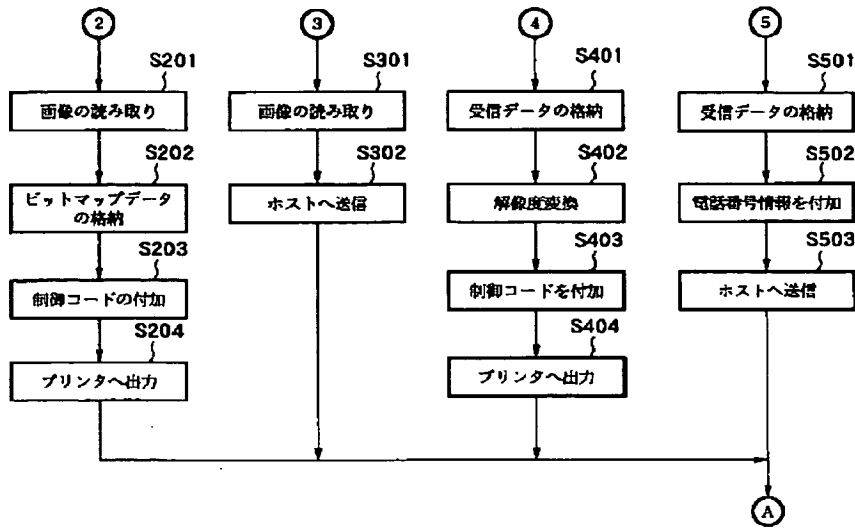 2
S201
画像の読み取り
S202
ビットマップデータ
の格納
S203
制御コードの付加
S204
プリンタへ出力
3
S301
画像の読み取り
S302
ホストへ送信
4
S401
受信データの格納
S402
解像度変換
S403
制御コードを付加
S404
プリンタへ出力
5
S501
受信データの格納
S502
電話番号情報を付加
S503
ホストへ送信
A